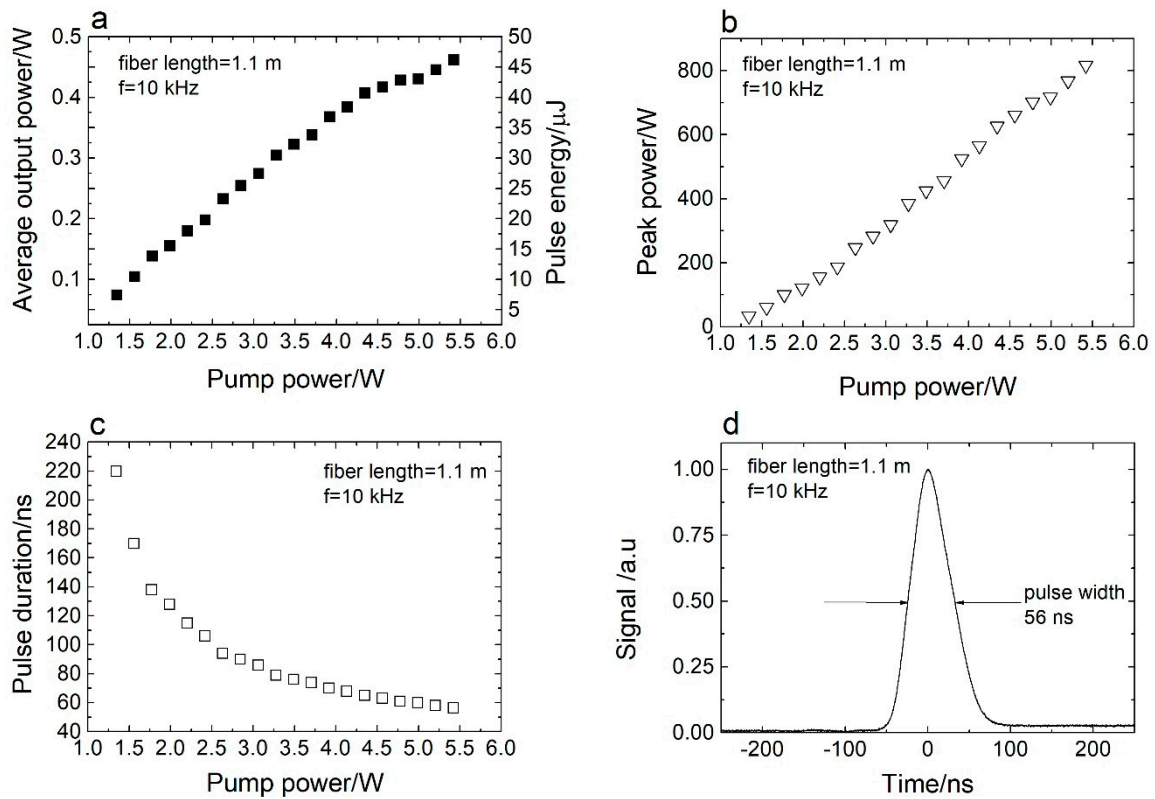 a
0.5
0.4
0.3
0.2
0.1
Average output power/W
fiber length=1.1 m
f=10 kHz
50
45
40
35
30
25
20
15
10
5
Pulse energy/μJ
1.0 1.5 2.0 2.5 3.0 3.5 4.0 4.5 5.0 5.5 6.0
Pump power/W
b
800
600
400
200
0
Peak power/W
fiber length=1.1 m
f=10 kHz
1.0 1.5 2.0 2.5 3.0 3.5 4.0 4.5 5.0 5.5 6.0
Pump power/W
c
240
220
200
180
160
140
120
100
80
60
40
Pulse duration/ns
fiber length=1.1 m
f=10 kHz
1.0 1.5 2.0 2.5 3.0 3.5 4.0 4.5 5.0 5.5 6.0
Pump power/W
d
1.00
0.75
0.50
0.25
0.00
Signal /a.u
fiber length=1.1 m
f=10 kHz
pulse width
56 ns
-200 -100 0 100 200
Time/ns